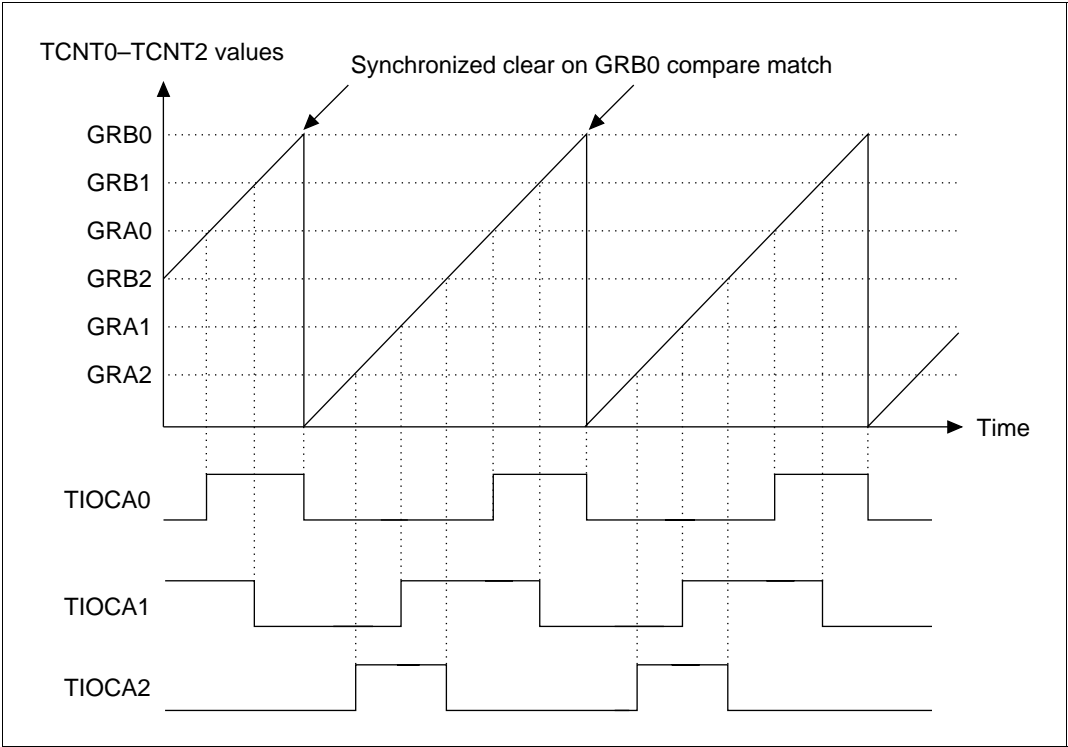 TCNT0–TCNT2 values
Synchronized clear on GRB0 compare match
GRB0
GRB1
GRA0
GRB2
GRA1
GRA2
Time
TIOCA0
TIOCA1
TIOCA2